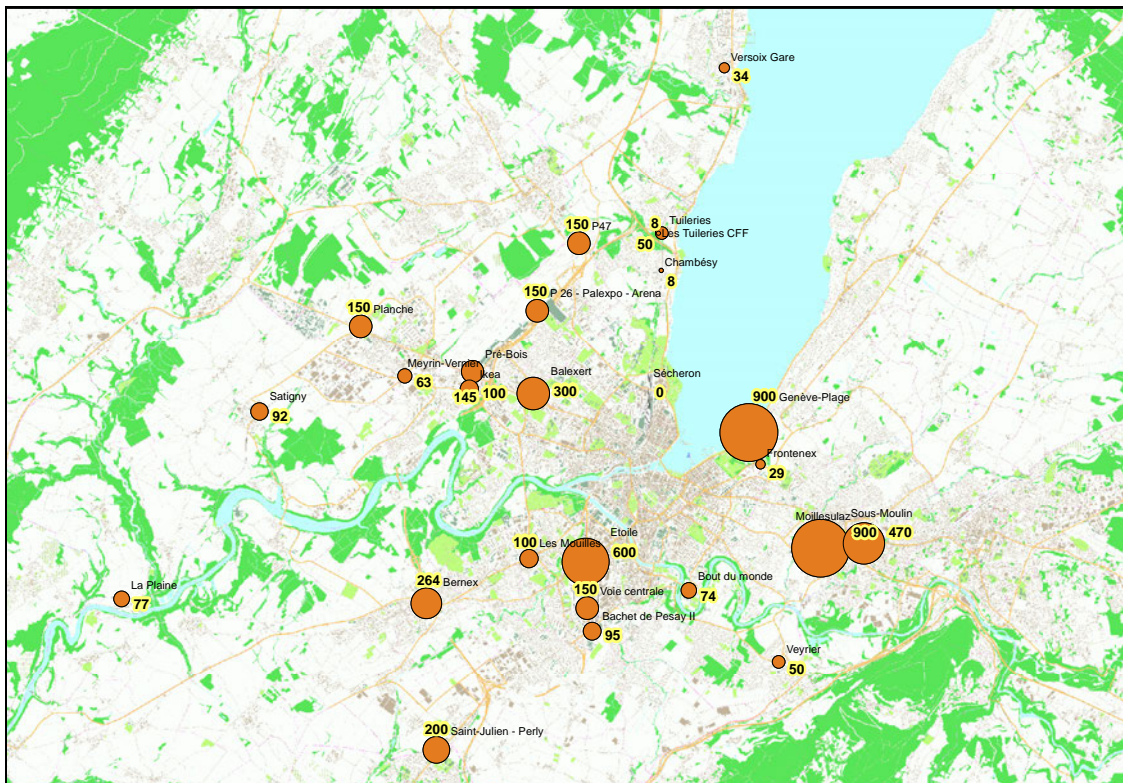 Versoix Gare
34
8 Tuileries
Les Tuileries CFF
50
150 P47
Chambésy
8
150 P 26 - Palexpo - Arena
150 Planche
Pré-Bois
Meyrin-Vernier
63
Ikea
145
100
Balexert
300
Sécheron
0
Satigny
92
900 Genève-Plage
Frontenex
29
Moillesulaz
Sous-Moulin
900
470
Etoile
600
100 Les Mouilles
La Plaine
77
264 Bernex
150 Voie centrale
Bout du monde
74
Bachet de Pesay II
95
Veyrier
50
200 Saint-Julien - Perly